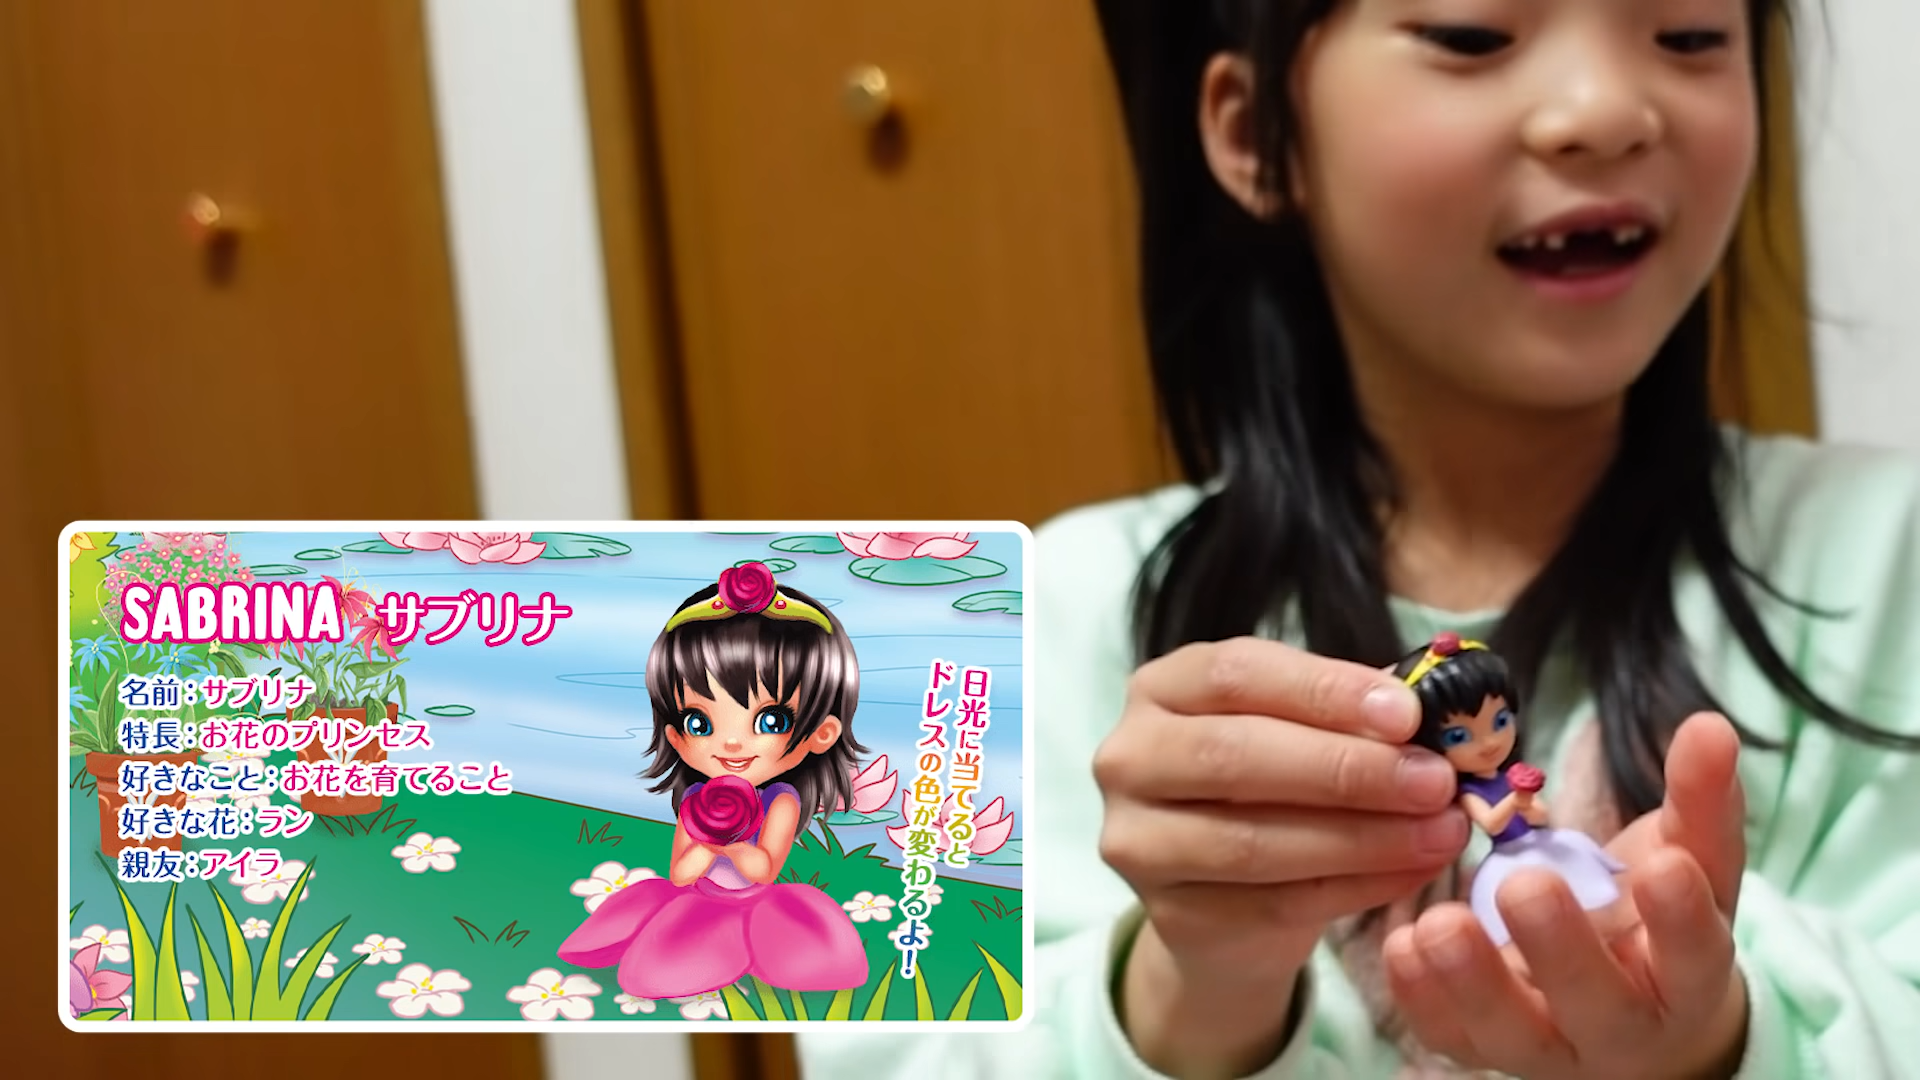 SABRINA サブリナ
名前：サブリナ
特長：お花のプリンセス
好きなこと：お花を育てること
好きな花：ラン
親友：アイラ
日光に当てると
ドレスの色が変わるよ！